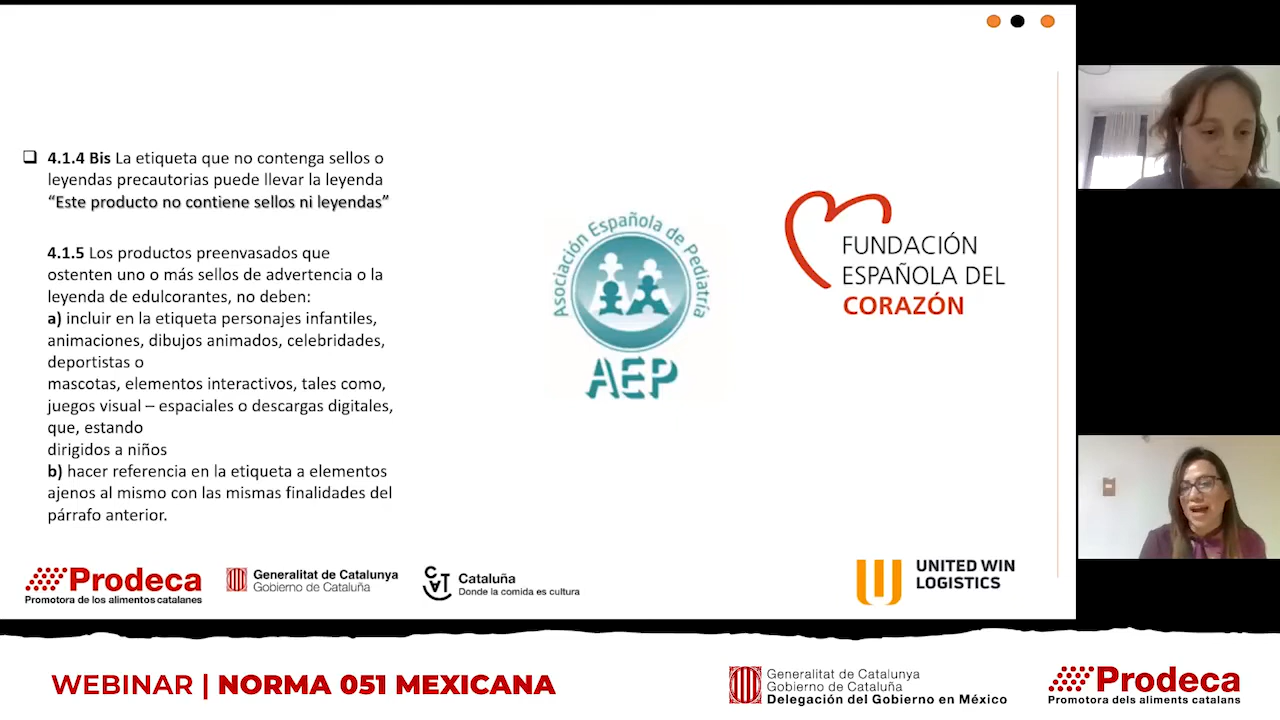 4.1.4 Bis La etiqueta que no contenga sellos o
leyendas precautorias puede llevar la leyenda
“Este producto no contiene sellos ni leyendas”
4.1.5 Los productos preenvasados que
ostenten uno o más sellos de advertencia o la
leyenda de edulcorantes, no deben:
a) incluir en la etiqueta personajes infantiles,
animaciones, dibujos animados, celebridades,
deportistas o
mascotas, elementos interactivos, tales como,
juegos visual – espaciales o descargas digitales,
que, estando
dirigidos a niños
b) hacer referencia en la etiqueta a elementos
ajenos al mismo con las mismas finalidades del
párrafo anterior.
Asociación Española de Pediatría
AEP
FUNDACIÓN
ESPAÑOLA DEL
CORAZÓN
Prodeca
Promotora de los alimentos catalanes
Generalitat de Catalunya
Gobierno de Cataluña
CAT
Cataluña
Donde la comida es cultura
UNITED WIN
LOGISTICS
WEBINAR | NORMA 051 MEXICANA
Generalitat de Catalunya
Gobierno de Cataluña
Delegación del Gobierno en México
Prodeca
Promotora dels aliments catalans